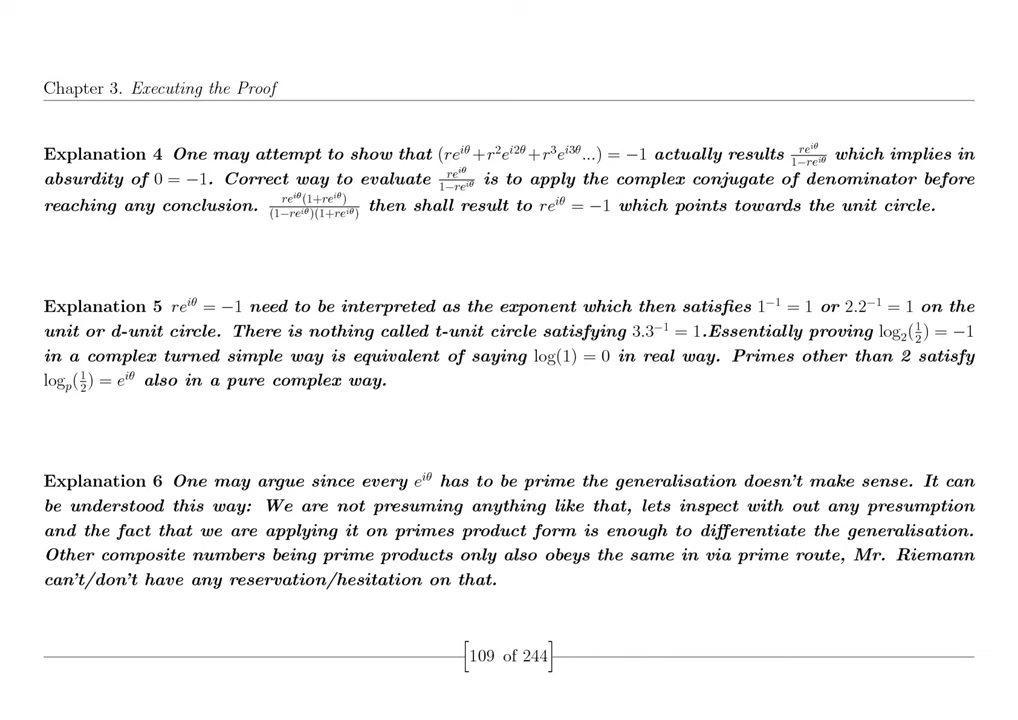 Chapter 3. Executing the Proof
Explanation 4 One may attempt to show that (re^{iθ}+r^2e^{i2θ}+r^3e^{i3θ}...) = −1 actually results \frac{re^{iθ}}{1−re^{iθ}} which implies in
absurdity of 0 = −1. Correct way to evaluate \frac{re^{iθ}}{1−re^{iθ}} is to apply the complex conjugate of denominator before
reaching any conclusion. \frac{re^{iθ}(1+re^{iθ})}{(1−re^{iθ})(1+re^{iθ})} then shall result to re^{iθ} = −1 which points towards the unit circle.
Explanation 5 re^{iθ} = −1 need to be interpreted as the exponent which then satisfies 1^{−1} = 1 or 2.2^{−1} = 1 on the
unit or d-unit circle. There is nothing called t-unit circle satisfying 3.3^{−1} = 1.Essentially proving log_2(\frac{1}{2}) = −1
in a complex turned simple way is equivalent of saying log(1) = 0 in real way. Primes other than 2 satisfy
log_p(\frac{1}{2}) = e^{iθ} also in a pure complex way.
Explanation 6 One may argue since every e^{iθ} has to be prime the generalisation doesn't make sense. It can
be understood this way: We are not presuming anything like that, lets inspect with out any presumption
and the fact that we are applying it on primes product form is enough to differentiate the generalisation.
Other composite numbers being prime products only also obeys the same in via prime route, Mr. Riemann
can't/don't have any reservation/hesitation on that.
109 of 244